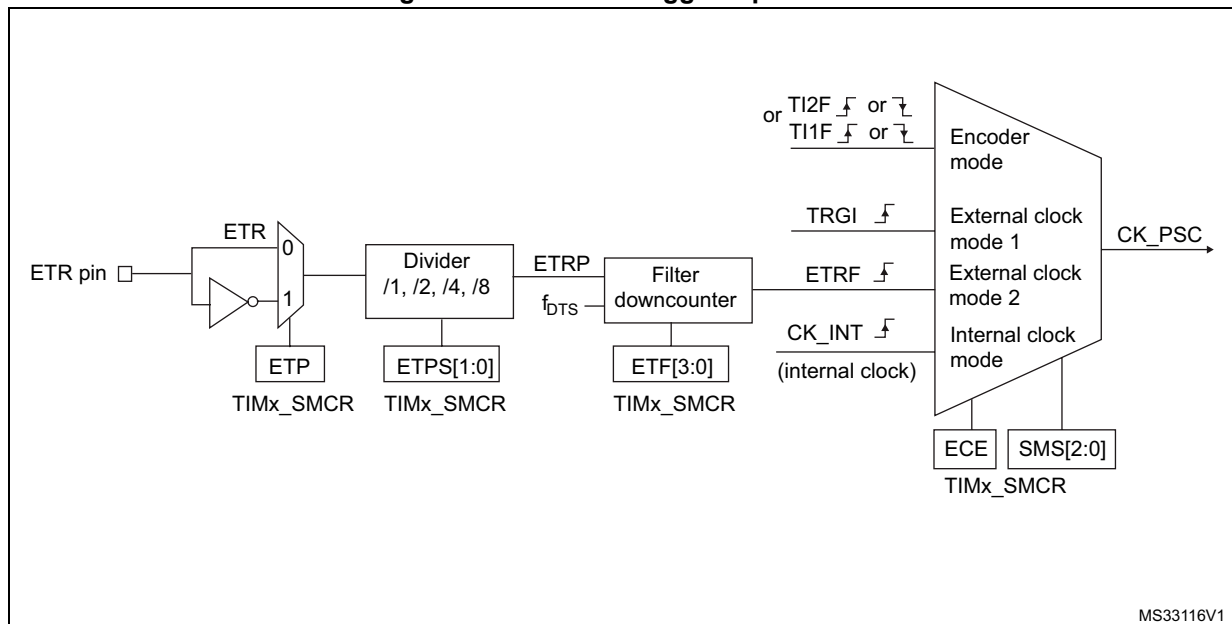 or TI2F or
TI1F or
Encoder
mode
TRGI
External clock
mode 1
CK_PSC
ETR
0
ETR pin
1
Divider
/1, /2, /4, /8
ETRP
fDTS
Filter
downcounter
ETRF
External clock
mode 2
CK_INT
(internal clock)
Internal clock
mode
ETP
TIMx_SMCR
ETPS[1:0]
TIMx_SMCR
ETF[3:0]
TIMx_SMCR
ECE
SMS[2:0]
TIMx_SMCR
MS33116V1